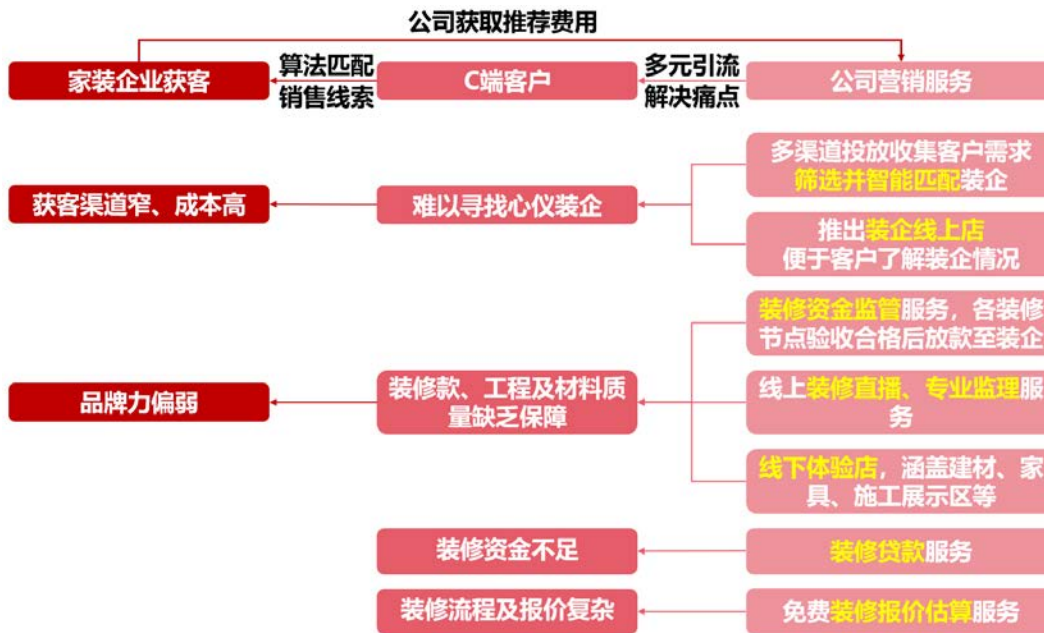 公司获取推荐费用
家装企业获客
算法匹配
销售线索
C端客户
多元引流
解决痛点
公司营销服务
获客渠道窄、成本高
难以寻找心仪装企
多渠道投放收集客户需求
筛选并智能匹配装企
推出装企线上店
便于客户了解装企情况
品牌力偏弱
装修款、工程及材料质
量缺乏保障
装修资金监管服务，各装修
节点验收合格后放款至装企
线上装修直播、专业监理服
务
线下体验店，涵盖建材、家
具、施工展示区等
装修资金不足
装修贷款服务
装修流程及报价复杂
免费装修报价估算服务